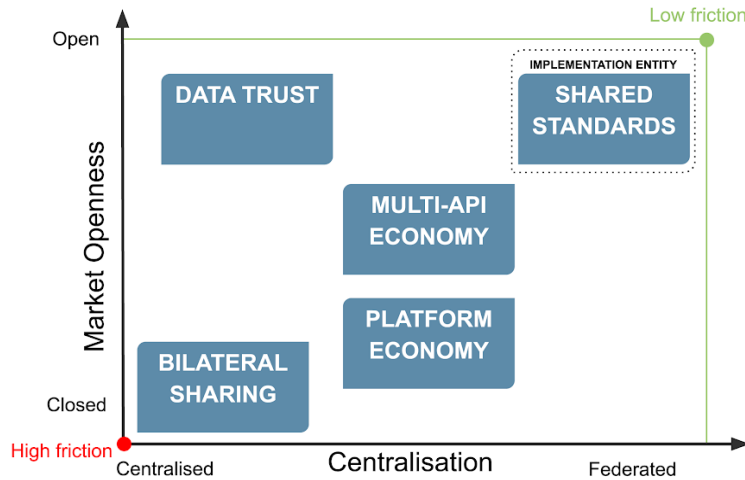 Low friction
Open
IMPLEMENTATION ENTITY
DATA TRUST
SHARED
STANDARDS
MULTI-API
ECONOMY
Market Openness
PLATFORM
ECONOMY
BILATERAL
SHARING
Closed
High friction
Centralised
Centralisation
Federated